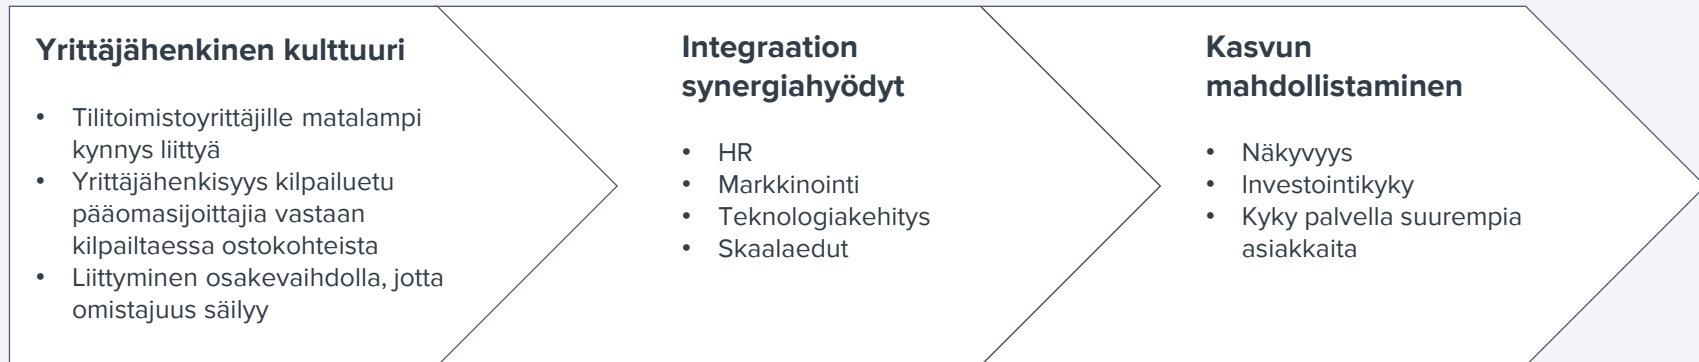 Yrittäjähenkinen kulttuuri
• Tilitoimistoyrittäjille matalampi
kynnys liittyä
• Yrittäjähenkisyys kilpailuetu
pääomasijoittajia vastaan
kilpailtaessa ostokohteista
• Liittyminen osakevaihdolla, jotta
omistajuus säilyy
Integraation
synergiahyödyt
• HR
• Markkinointi
• Teknologiakehitys
• Skaalaedut
Kasvun
mahdollistaminen
• Näkyvyys
• Investointikyky
• Kyky palvella suurempia
asiakkaita